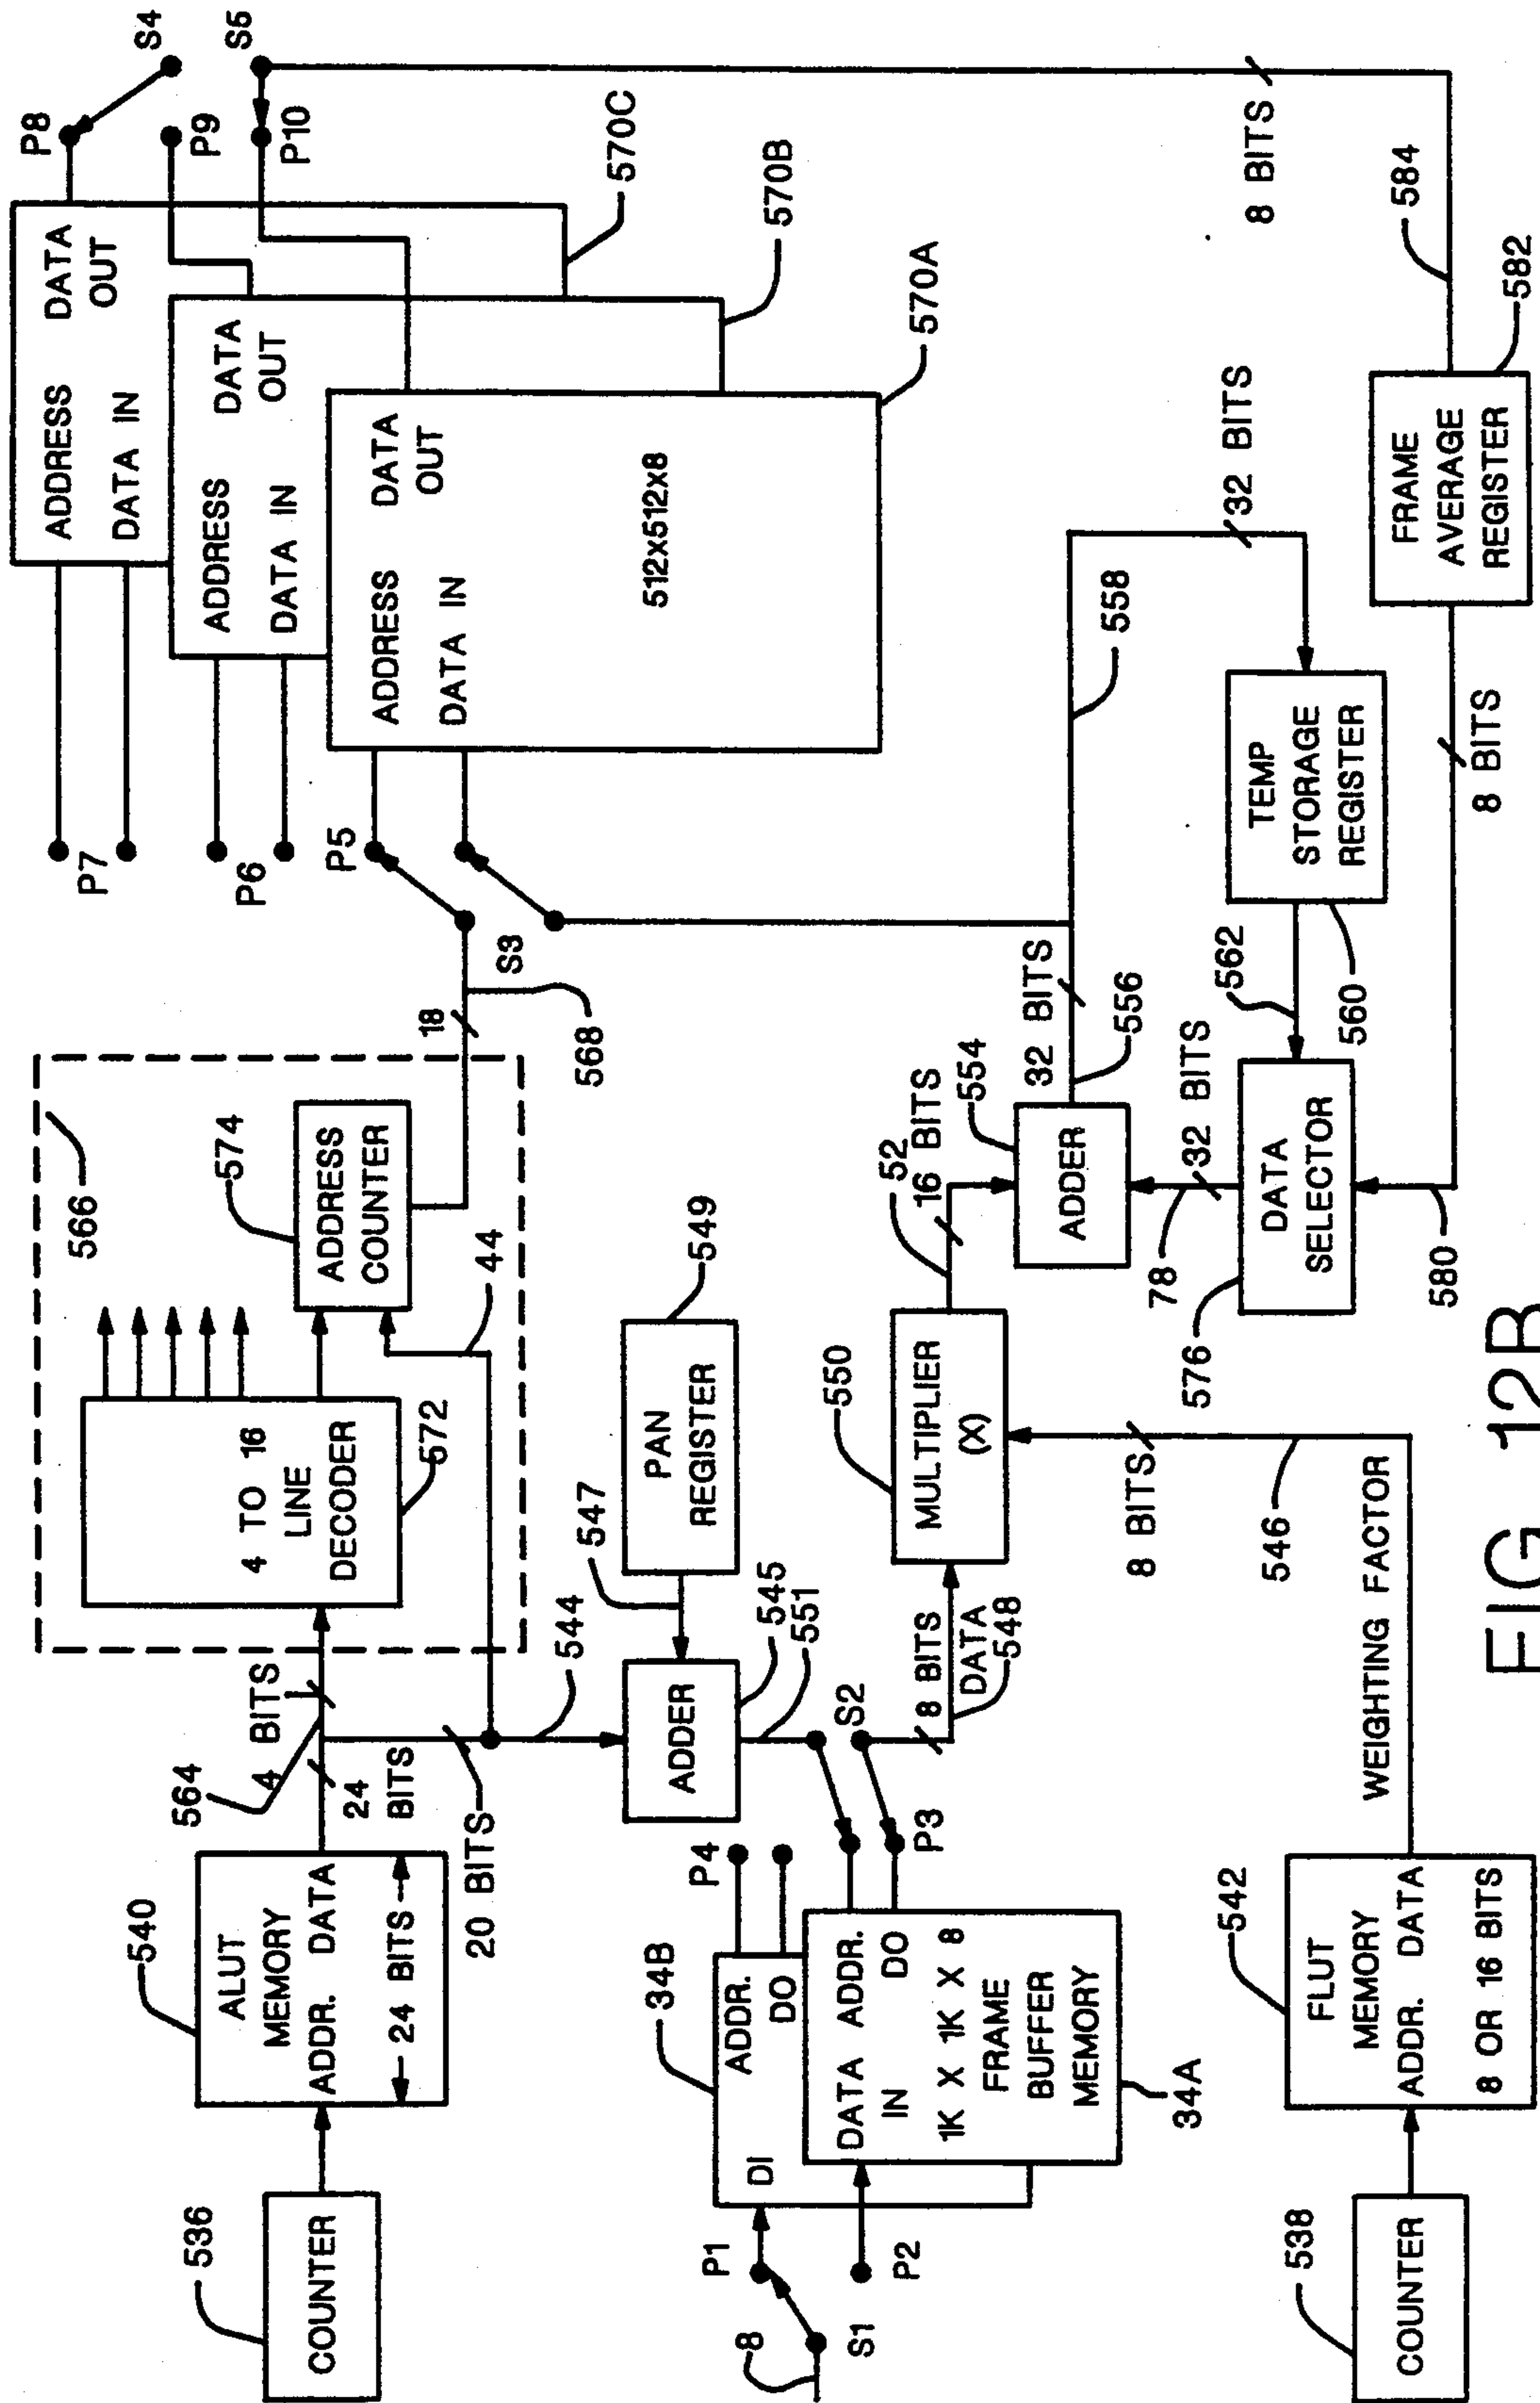 536
COUNTER
540
ALUT
MEMORY
ADDR. DATA
24 BITS
564
4 BITS
24
BITS
20 BITS
566
4 TO 16
LINE
DECODER
572
574
ADDRESS
COUNTER
44
18
568
S3
P7
P6
P5
ADDRESS DATA
OUT
DATA IN
ADDRESS DATA
OUT
DATA IN
ADDRESS DATA
OUT
DATA IN
512x512x8
570C
570B
570A
P8
P9
P10
S4
S5
544
547
PAN
REGISTER
549
ADDER
545
551
8
S1
P1
P2
34B
DI
ADDR.
DO
DATA ADDR.
IN DO
1K X 1K X 8
FRAME
BUFFER
MEMORY
34A
P4
P3
S2
8 BITS
DATA
548
550
MULTIPLIER
(X)
52
16 BITS
554
ADDER
32 BITS
556
558
32 BITS
TEMP
STORAGE
REGISTER
560
562
78
32 BITS
DATA
SELECTOR
576
580
8 BITS
FRAME
AVERAGE
REGISTER
582
584
8 BITS
538
COUNTER
542
FLUT
MEMORY
ADDR. DATA
8 OR 16 BITS
WEIGHTING FACTOR
546
8 BITS
FIG 12B